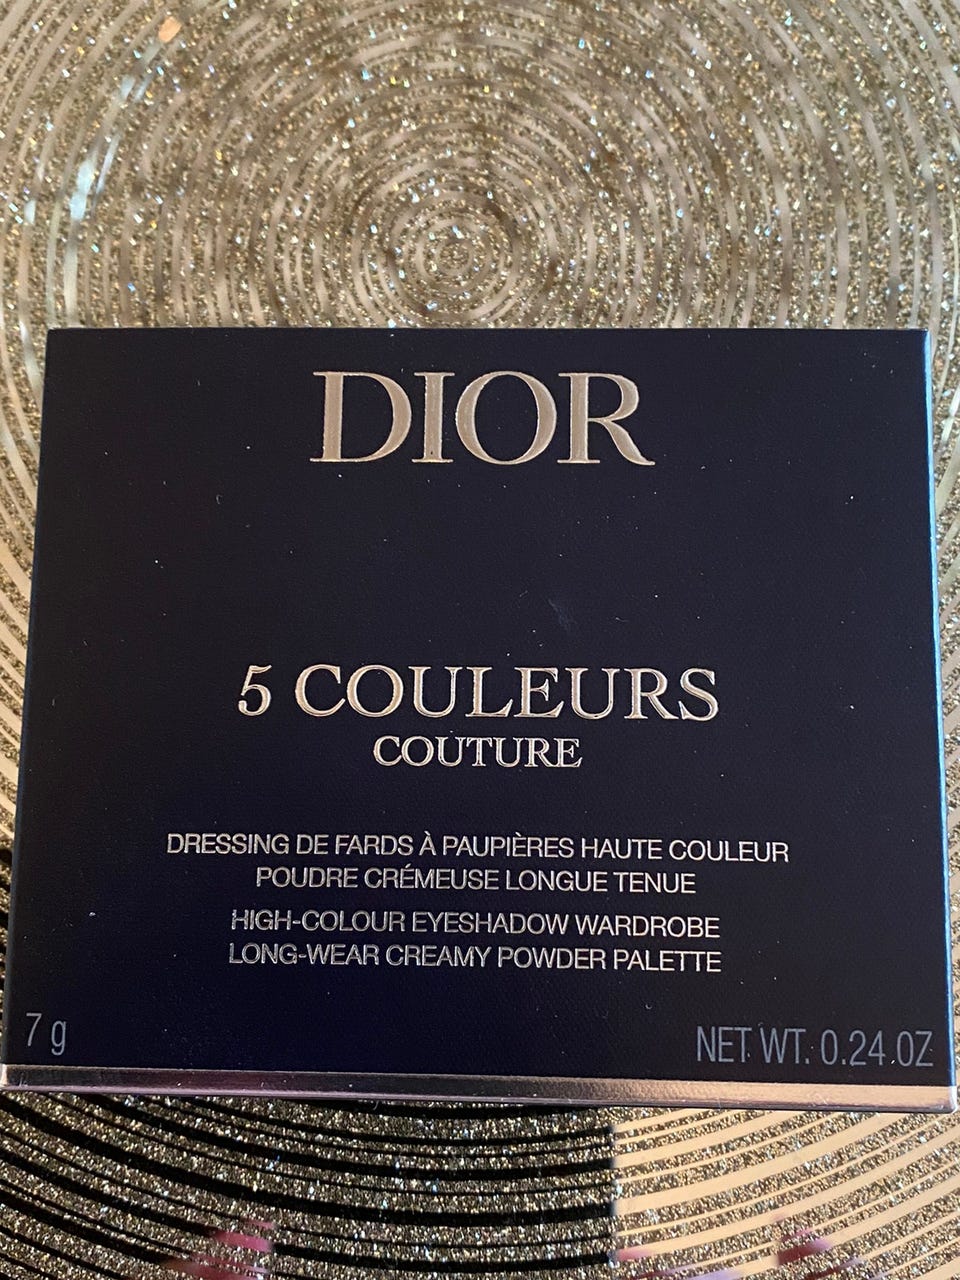 DIOR
5 COULEURS
COUTURE
DRESSING DE FARDS À PAUPIÈRES HAUTE COULEUR
POUDRE CRÉMEUSE LONGUE TENUE
HIGH-COLOUR EYESHADOW WARDROBE
LONG-WEAR CREAMY POWDER PALETTE
7 g
NET WT. 0.24 OZ